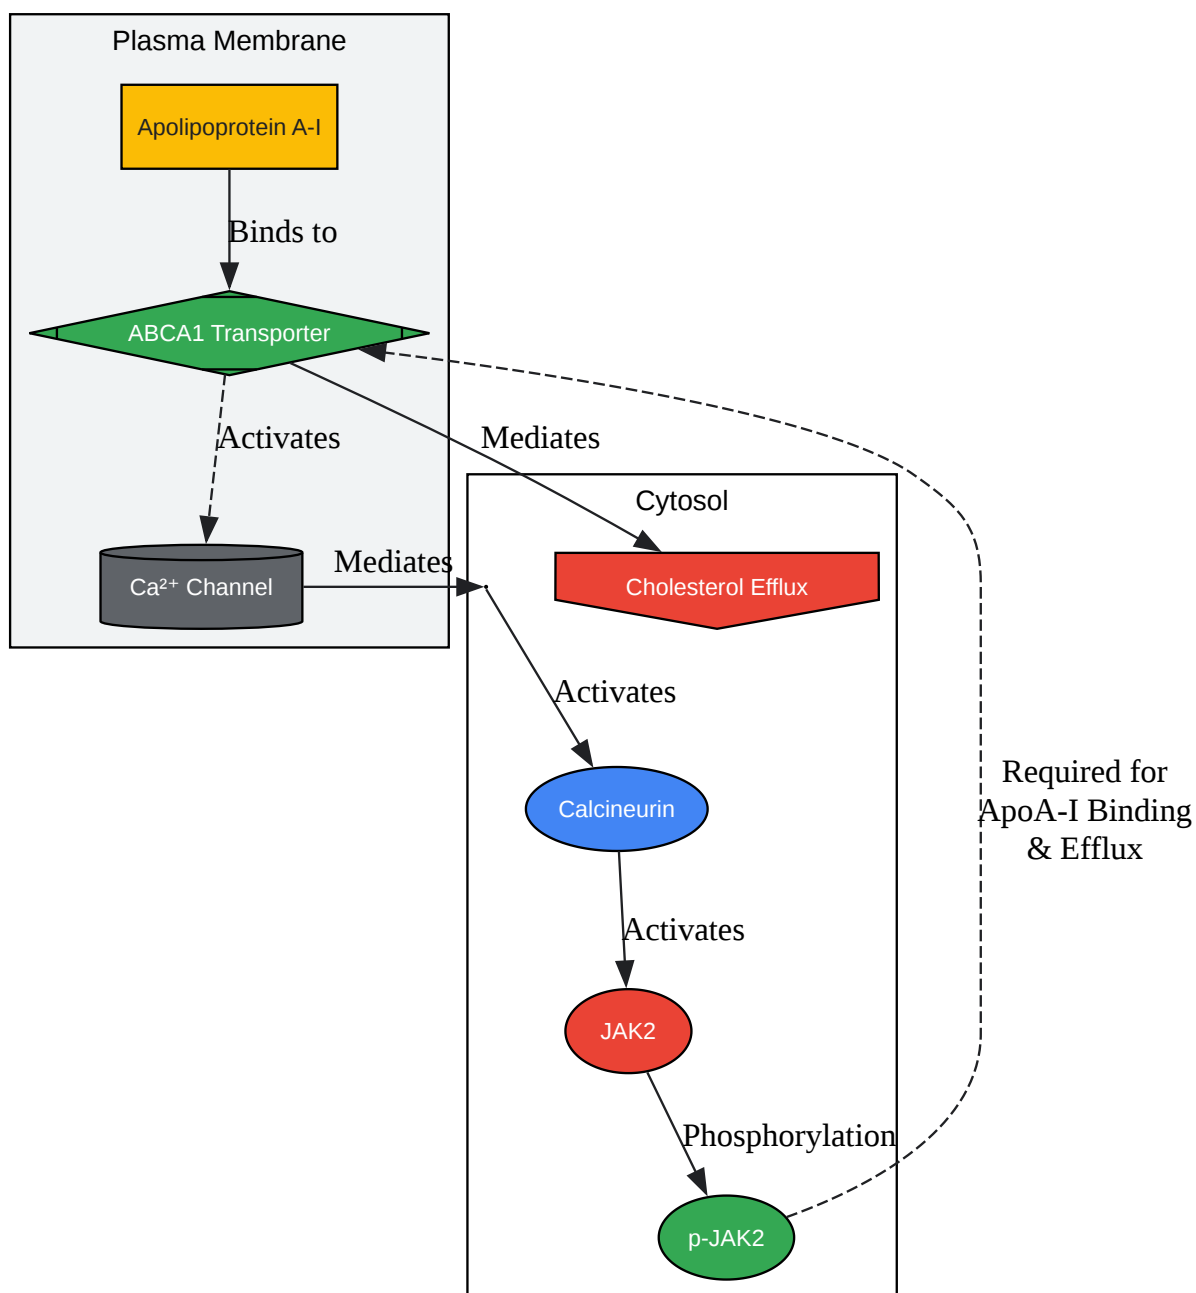 Plasma Membrane
Apolipoprotein A-I
Binds to
ABCA1 Transporter
Activates
Mediates
Cytosol
Ca²⁺ Channel
Mediates
Cholesterol Efflux
Activates
Calcineurin
Required for
ApoA-I Binding
& Efflux
Activates
JAK2
Phosphorylation
p-JAK2